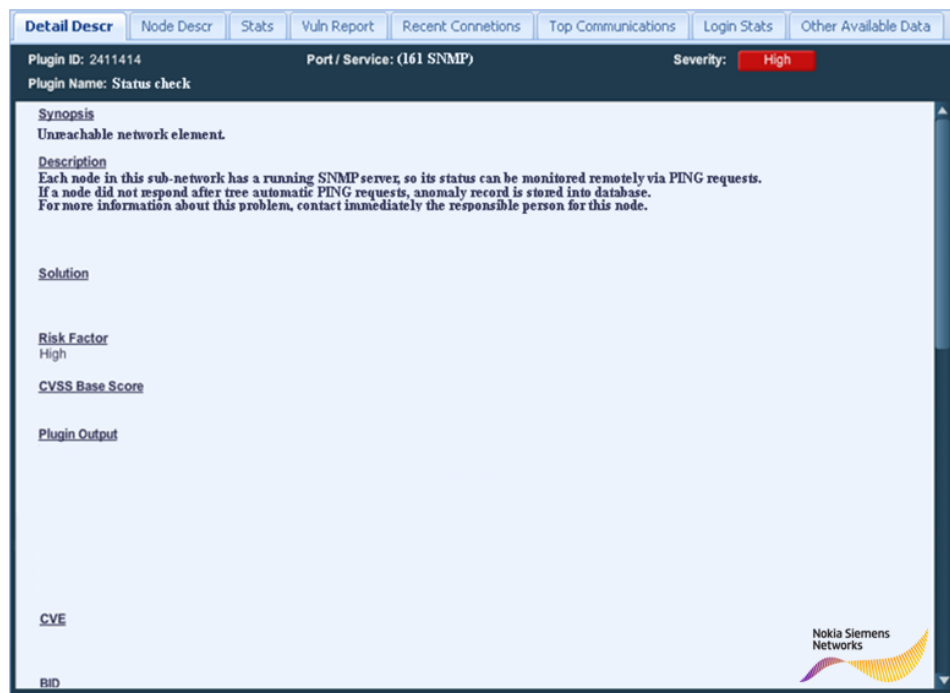 Detail Descr Node Descr Stats Vuln Report Recent Connetions Top Communications Login Stats Other Available Data
Plugin ID: 2411414 Port / Service: (161 SNMP) Severity: High
Plugin Name: Status check
Synopsis
Unreachable network element.
Description
Each node in this sub-network has a running SNMP server, so its status can be monitored remotely via PING requests.
If a node did not respond after tree automatic PING requests, anomaly record is stored into database.
For more information about this problem, contact immediately the responsible person for this node.
Solution
Risk Factor
High
CVSS Base Score
Plugin Output
CVE
Nokia Siemens
Networks
BID